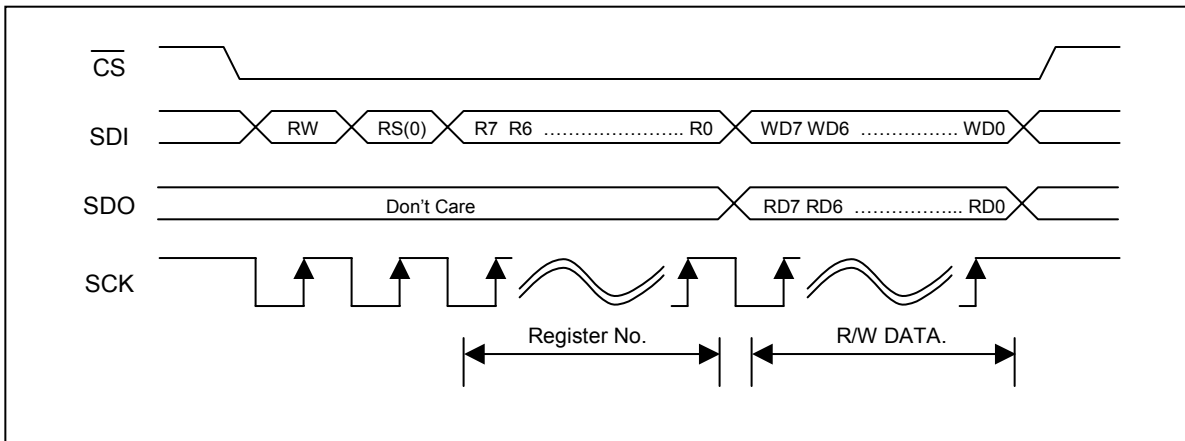 CS
SDI RW RS(0) R7 R6 ........................ R0 WD7 WD6 ................. WD0
SDO Don't Care RD7 RD6 ................... RD0
SCK
Register No. R/W DATA.